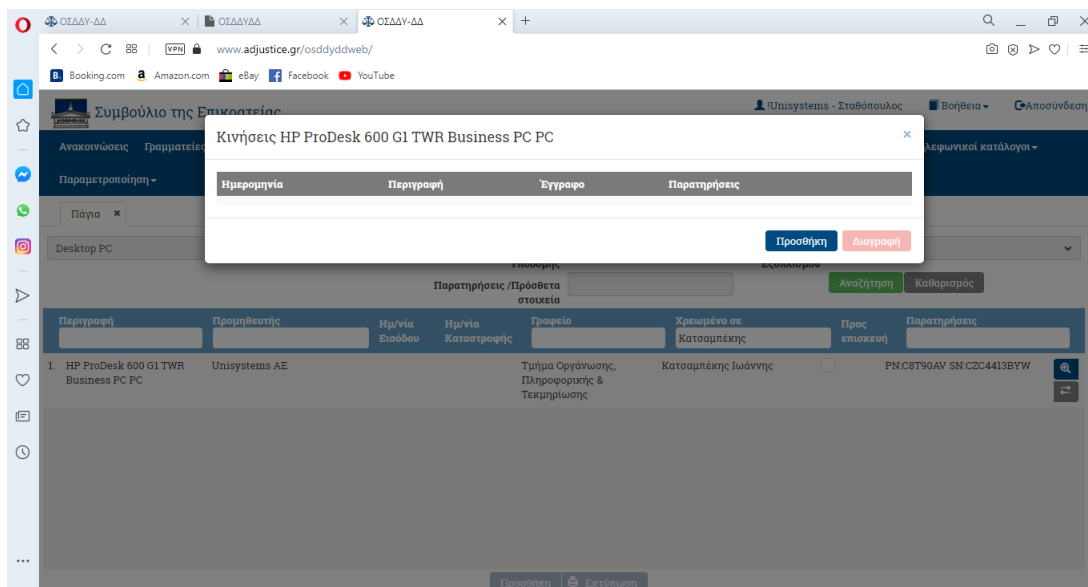 ΟΣΔΔΥ-ΔΔ
ΟΣΔΔΥΔΔ
ΟΣΔΔΥ-ΔΔ
VPN
www.adjustice.gr/osddyddweb/
Booking.com
Amazon.com
eBay
Facebook
YouTube
Συμβούλιο της Επικρατείας
!Unisystems - Σταθόπουλος
Βοήθεια
Αποσύνδεση
Ανακοινώσεις
Γραμματείες
λεφωνικοί κατάλογοι
Παραμετροποίηση
Κινήσεις HP ProDesk 600 G1 TWR Business PC PC
Ημερομηνία Περιγραφή Έγγραφο Παρατηρήσεις
Προσθήκη Διαγραφή
Πάγια
Desktop PC
Υποδομής
Εξοπλισμού
Παρατηρήσεις /Πρόσθετα
στοιχεία
Αναζήτηση Καθαρισμός
Περιγραφή
Προμηθευτής
Ημ/νία
Εισόδου
Ημ/νία
Καταστροφής
Γραφείο
Χρεωμένο σε
Κατσαμπέκης
Προς
επισκευή
Παρατηρήσεις
1. HP ProDesk 600 G1 TWR
Business PC PC
Unisystems AE
Τμήμα Οργάνωσης,
Πληροφορικής &
Τεκμηρίωσης
Κατσαμπέκης Ιωάννης
PN:C8T90AV SN:CZC4413BYW
Προσθήκη Εκτύπωση